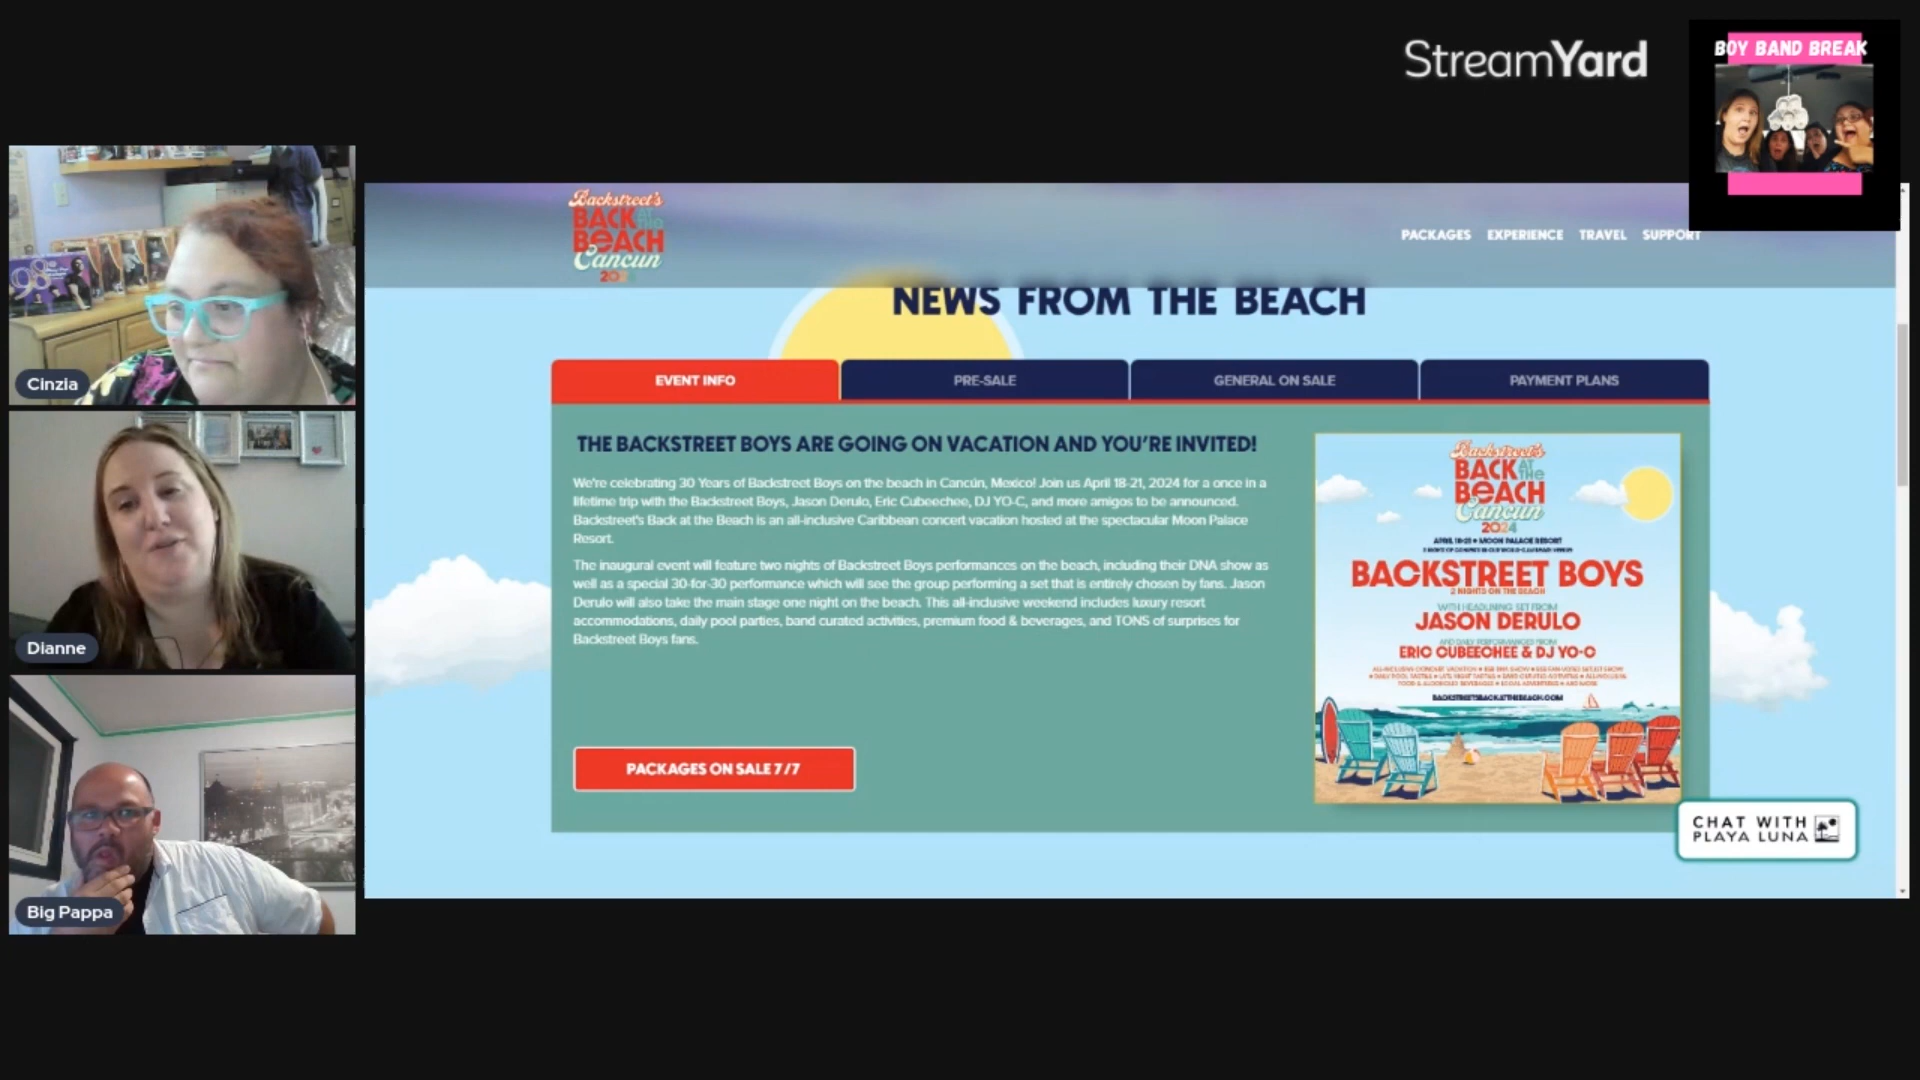 StreamYard
BOY BAND BREAK
Cinzia
98
Dianne
Big Pappa
Backstreet's
BACK AT
the
BEACH
Cancun
PACKAGES EXPERIENCE TRAVEL SUPPORT
NEWS FROM THE BEACH
EVENT INFO
PRE-SALE
GENERAL ON SALE
PAYMENT PLANS
THE BACKSTREET BOYS ARE GOING ON VACATION AND YOU'RE INVITED!
We're celebrating 30 Years of Backstreet Boys on the beach in Cancún, Mexico! Join us April 18-21, 2024 for a once in a
lifetime trip with the Backstreet Boys, Jason Derulo, Eric Cubeechee, DJ YO-C, and more amigos to be announced.
Backstreet's Back at the Beach is an all-inclusive Caribbean concert vacation hosted at the spectacular Moon Palace
Resort.
The inaugural event will feature two nights of Backstreet Boys performances on the beach, including their DNA show as
well as a special 30-for-30 performance which will see the group performing a set that is entirely chosen by fans. Jason
Derulo will also take the main stage one night on the beach. This all-inclusive weekend includes luxury resort
accommodations, daily pool parties, band curated activities, premium food & beverages, and TONS of surprises for
Backstreet Boys fans.
PACKAGES ON SALE 7/7
Backstreet's
BACK AT
the
BEACH
Cancun
2024
APRIL 18-21 • MOON PALACE RESORT
BACKSTREET BOYS
2 NIGHTS ON THE BEACH
WITH HEADLINING SET FROM
JASON DERULO
AND DAILY PERFORMANCES FROM
ERIC CUBEECHEE & DJ YO-C
BACKSTREETSBACKATTHEBEACH.COM
CHAT WITH
PLAYA LUNA